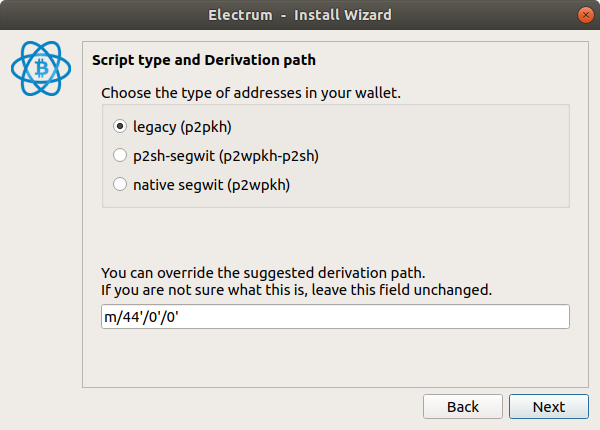 Electrum - Install Wizard
Script type and Derivation path
Choose the type of addresses in your wallet.
legacy (p2pkh)
p2sh-segwit (p2wpkh-p2sh)
native segwit (p2wpkh)
You can override the suggested derivation path.
If you are not sure what this is, leave this field unchanged.
m/44'/0'/0'
Back
Next